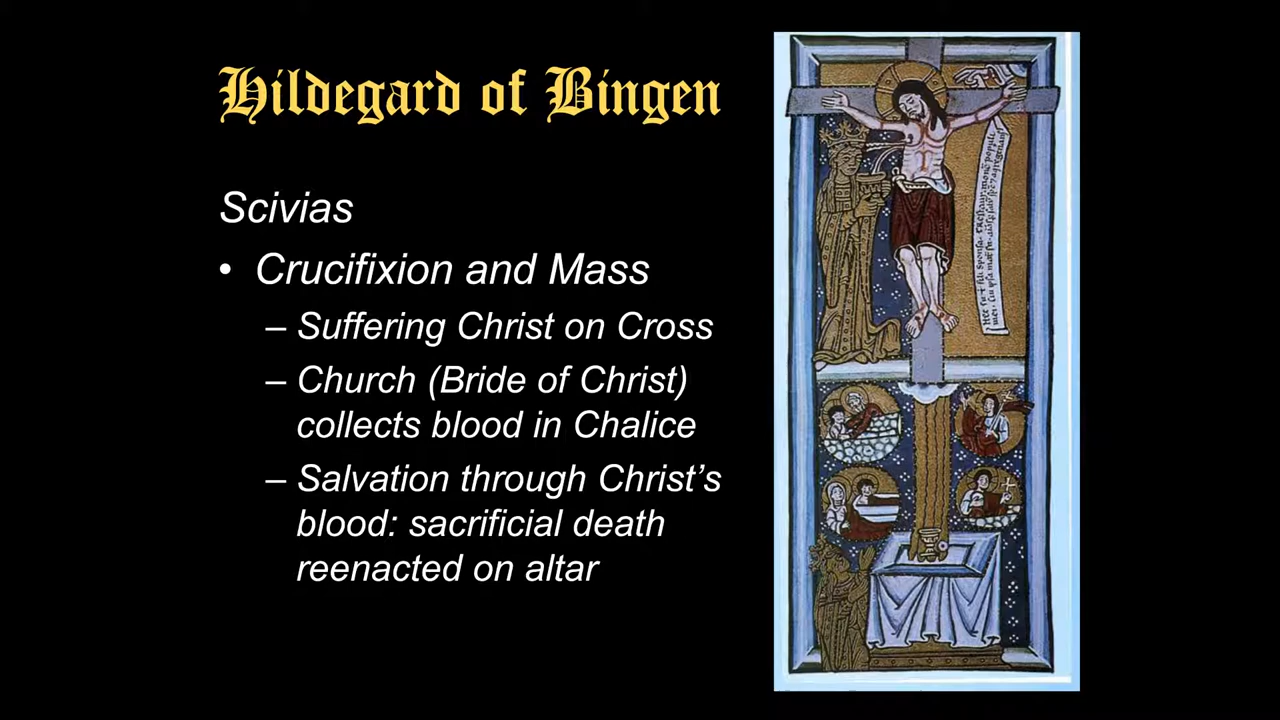 Hildegard of Bingen
Scivias
• Crucifixion and Mass
– Suffering Christ on Cross
– Church (Bride of Christ)
collects blood in Chalice
– Salvation through Christ's
blood: sacrificial death
reenacted on altar